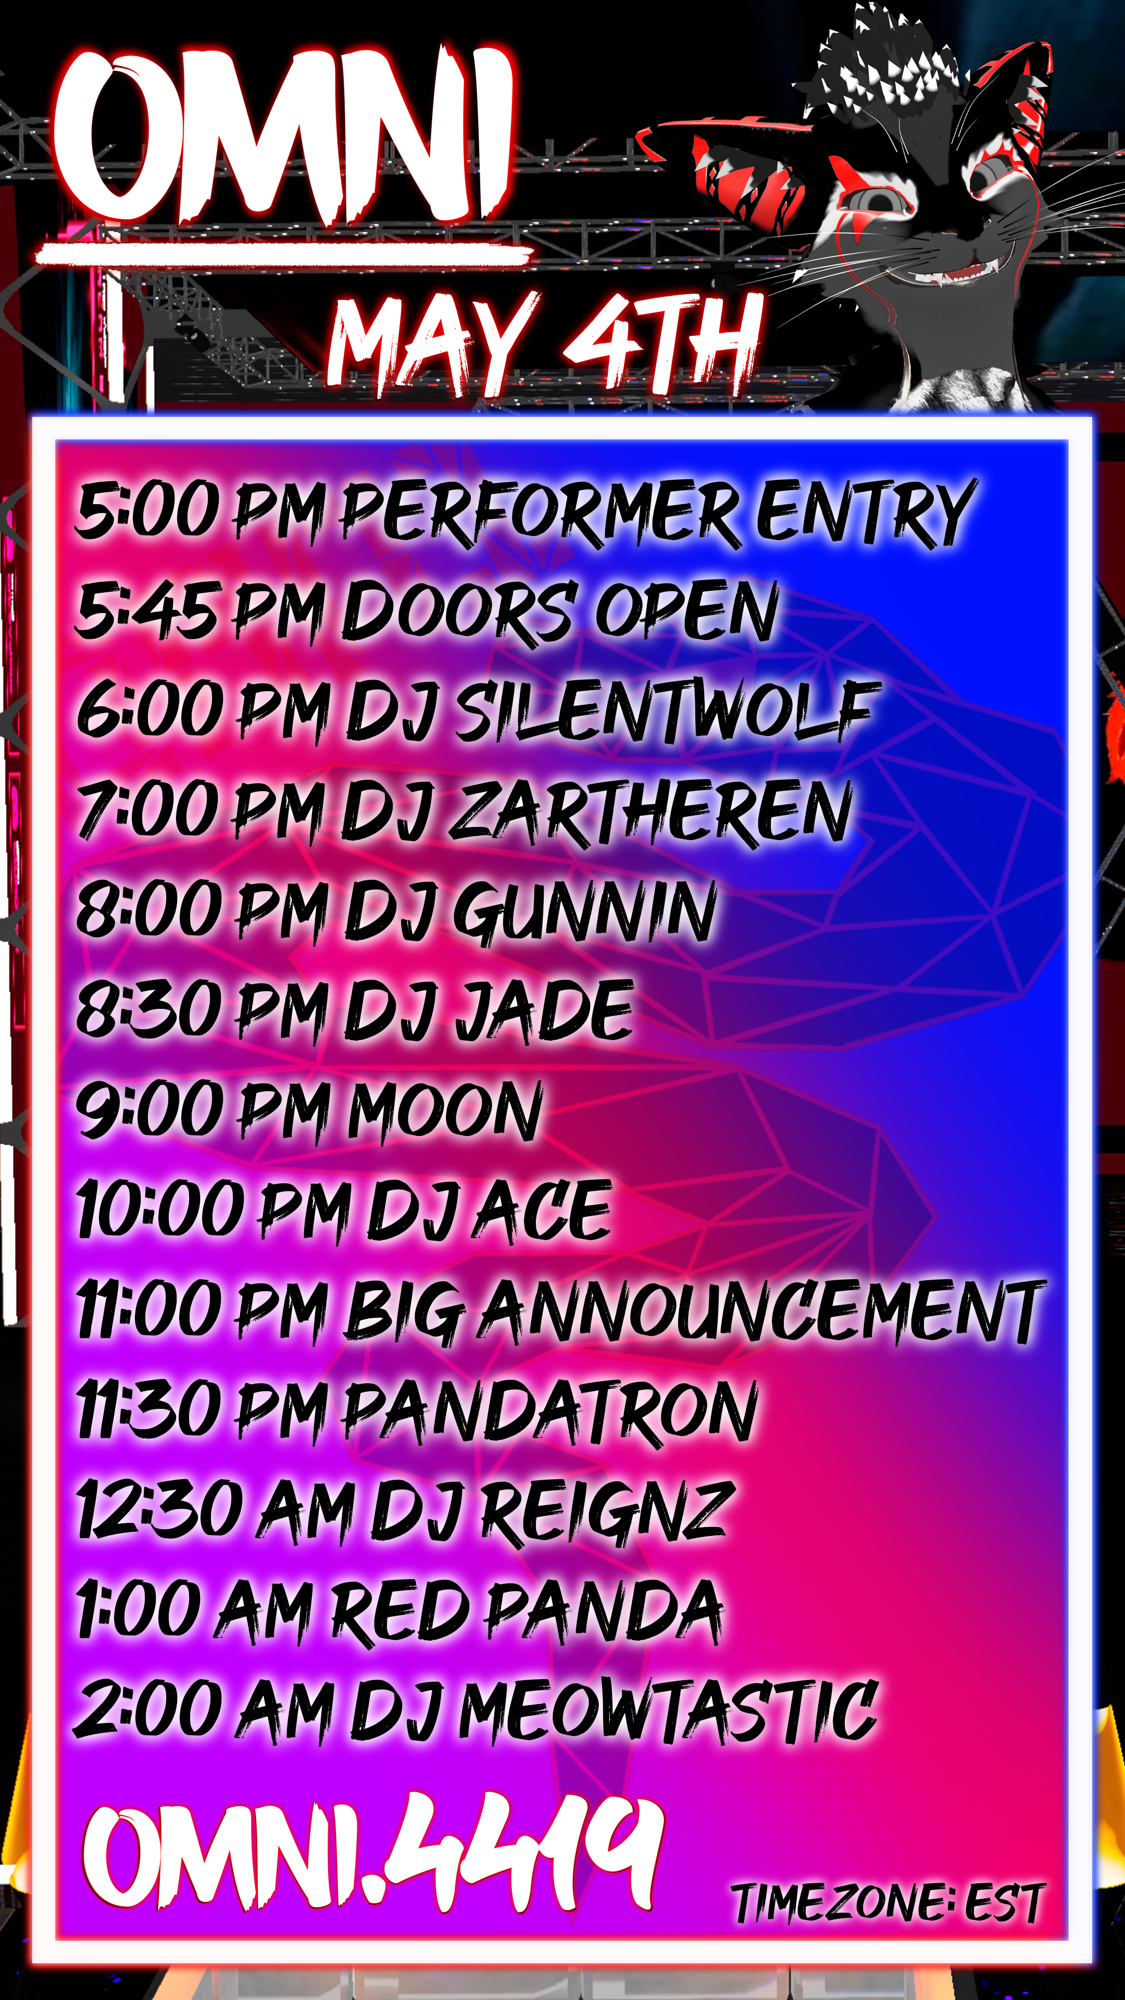 OMNI
MAY 4TH
5:00 PM PERFORMER ENTRY
5:45 PM DOORS OPEN
6:00 PM DJ SILENTWOLF
7:00 PM DJ ZARTHEREN
8:00 PM DJ GUNNIN
8:30 PM DJ JADE
9:00 PM MOON
10:00 PM DJ ACE
11:00 PM BIG ANNOUNCEMENT
11:30 PM PANDATRON
12:30 AM DJ REIGNZ
1:00 AM RED PANDA
2:00 AM DJ MEOWTASTIC
OMNI.4419
TIMEZONE: EST